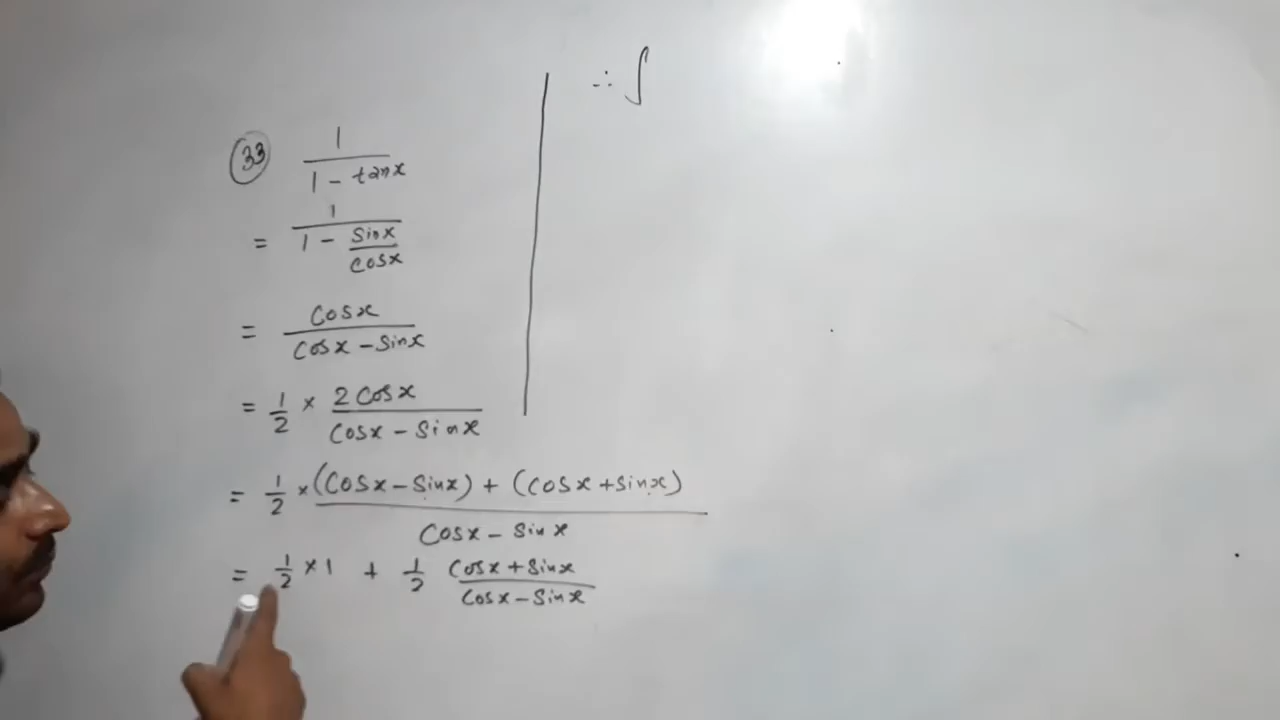 (33) 1 / (1 - tanx)
= 1 / (1 - Sinx/Cosx)
= Cosx / (Cosx - Sinx)
= 1/2 × 2Cosx / (Cosx - Sinx)
= 1/2 × ((Cosx - Sinx) + (Cosx + Sinx)) / (Cosx - Sinx)
= 1/2 × 1 + 1/2 (Cosx + Sinx) / (Cosx - Sinx)
∴ ∫